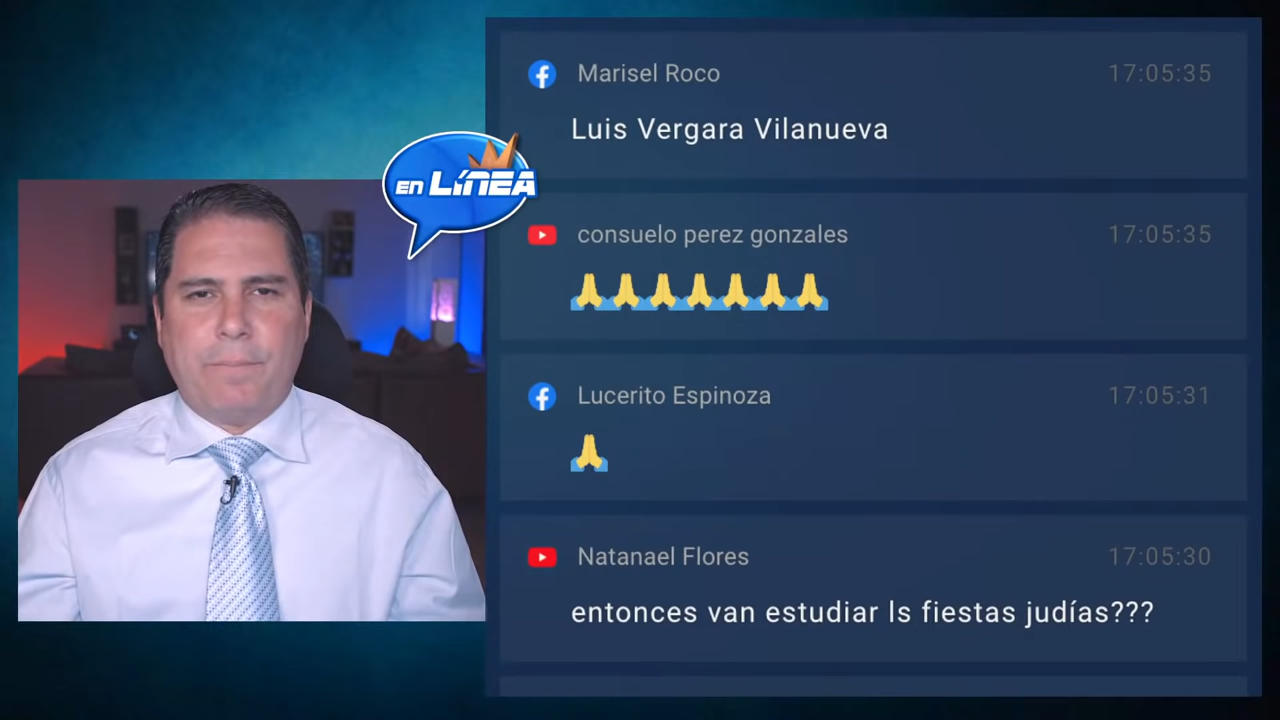 EN LÍNEA
Marisel Roco 17:05:35
Luis Vergara Vilanueva
consuelo perez gonzales 17:05:35
🙏🙏🙏🙏🙏🙏🙏
Lucerito Espinoza 17:05:31
🙏
Natanael Flores 17:05:30
entonces van estudiar ls fiestas judías???